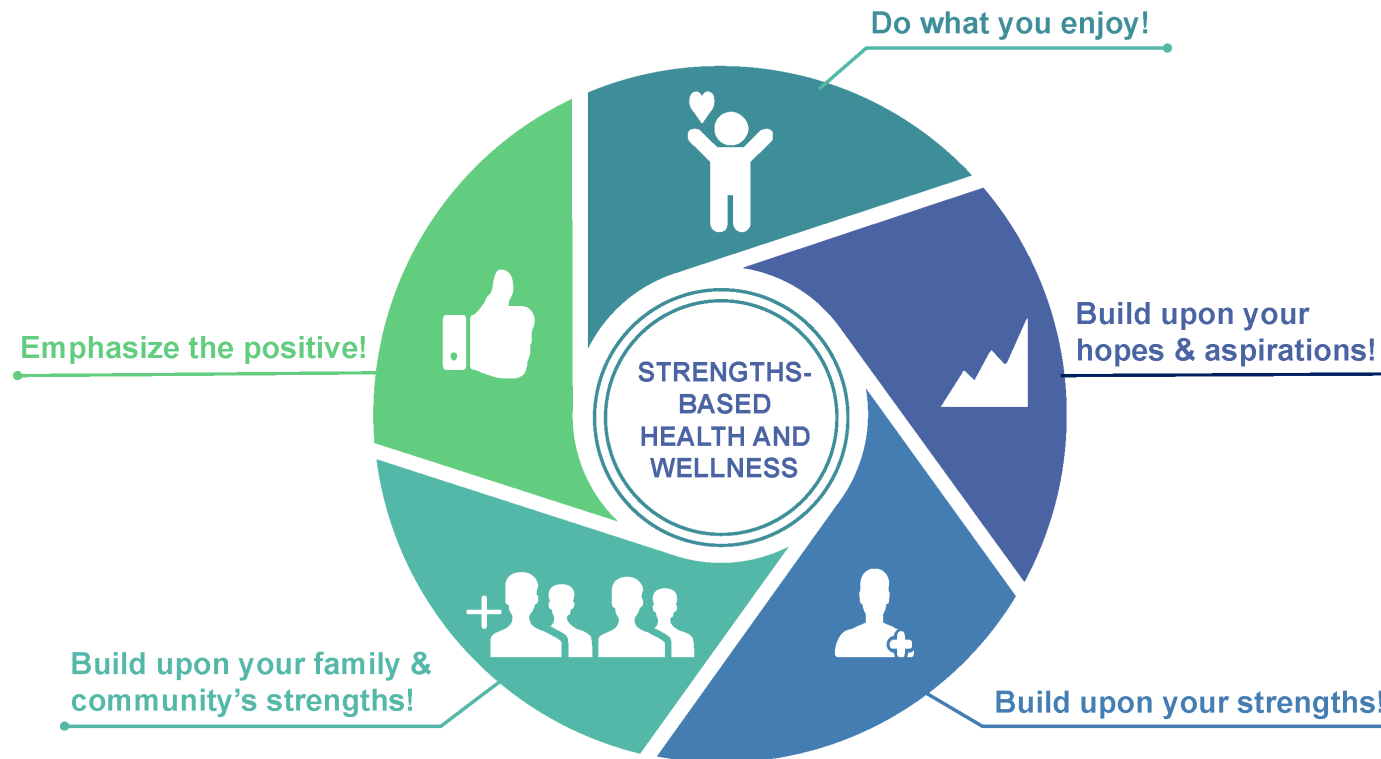 Do what you enjoy!
Build upon your
hopes & aspirations!
Emphasize the positive!
STRENGTHS-
BASED
HEALTH AND
WELLNESS
Build upon your family &
community’s strengths!
Build upon your strengths!